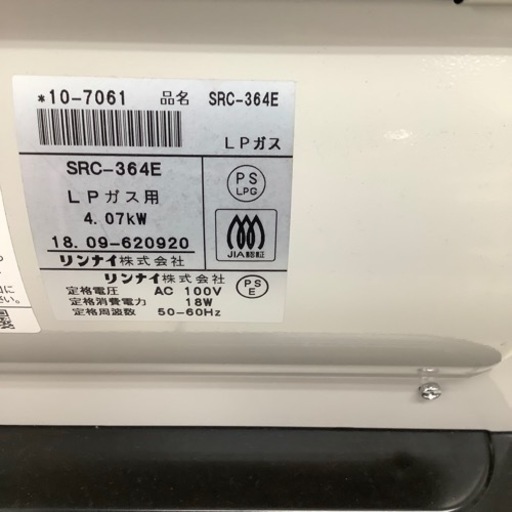 *10-7061 品名 SRC-364E
LPガス
SRC-364E
LPガス用
4.07kW
18.09-620920
リンナイ株式会社
PS
LPG
JIA認証
リンナイ株式会社
定格電圧 AC 100V
定格消費電力 18W
定格周波数 50-60Hz
PS
E